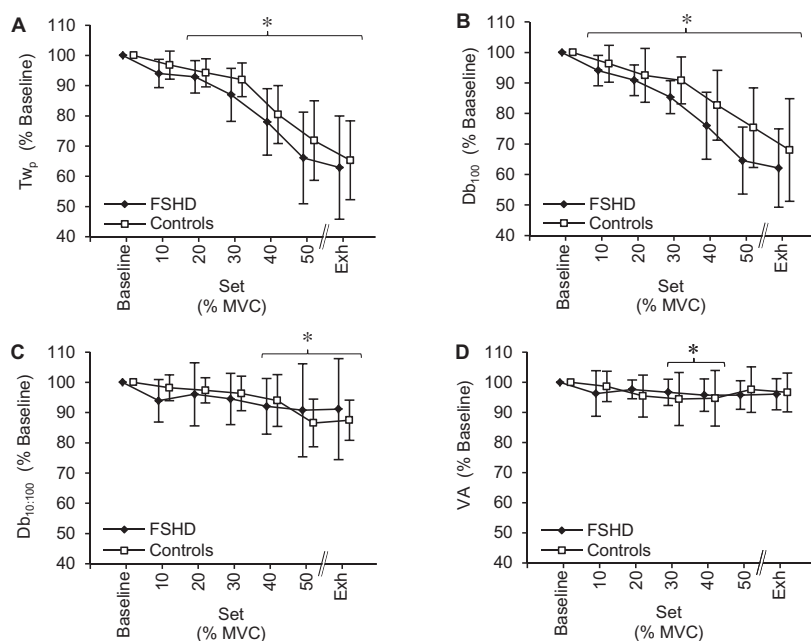 A
*
110
100
90
80
70
60
50
40
Tw_p (% Baseline)
FSHD
Controls
Baseline
10
20
30
40
50
Exh
Set
(% MVC)
B
*
110
100
90
80
70
60
50
40
Db_100 (% Baaseline)
FSHD
Controls
Baseline
10
20
30
40
50
Exh
Set
(% MVC)
C
*
110
100
90
80
70
60
50
40
Db_10:100 (% Baseline)
FSHD
Controls
Baseline
10
20
30
40
50
Exh
Set
(% MVC)
D
*
110
100
90
80
70
60
50
40
VA (% Baseline)
FSHD
Controls
Baseline
10
20
30
40
50
Exh
Set
(% MVC)